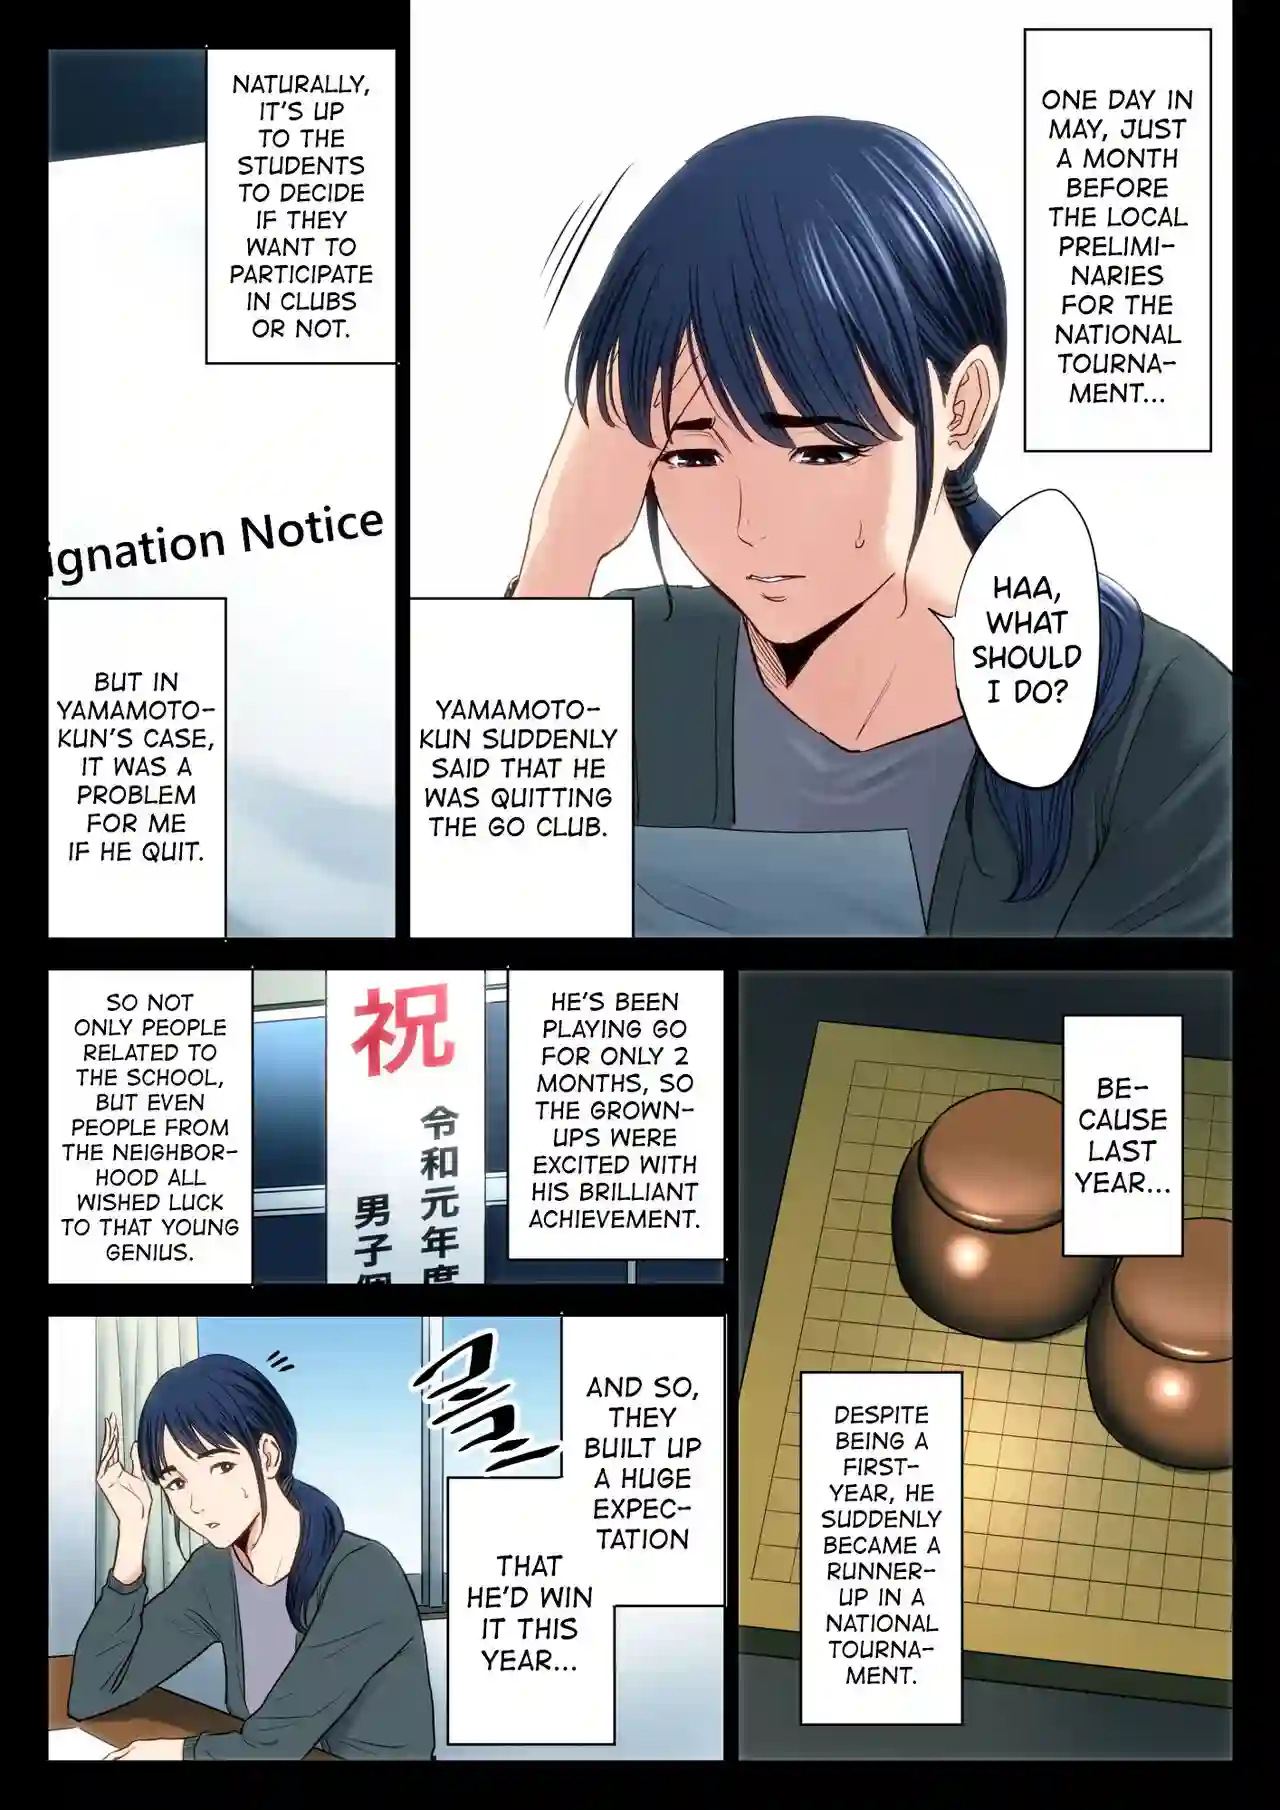 ONE DAY IN
MAY, JUST
A MONTH
BEFORE
THE LOCAL
PRELIMI-
NARIES
FOR THE
NATIONAL
TOURNA-
MENT...
HAA,
WHAT
SHOULD
I DO?
YAMAMOTO-
KUN SUDDENLY
SAID THAT HE
WAS QUITTING
THE GO CLUB.
NATURALLY,
IT'S UP
TO THE
STUDENTS
TO DECIDE
IF THEY
WANT TO
PARTICIPATE
IN CLUBS
OR NOT.
ignation Notice
BUT IN
YAMAMOTO-
KUN'S CASE,
IT WAS A
PROBLEM
FOR ME
IF HE QUIT.
BE-
CAUSE
LAST
YEAR...
DESPITE
BEING A
FIRST-
YEAR, HE
SUDDENLY
BECAME A
RUNNER-
UP IN A
NATIONAL
TOURNA-
MENT.
HE'S BEEN
PLAYING GO
FOR ONLY 2
MONTHS, SO
THE GROWN-
UPS WERE
EXCITED WITH
HIS BRILLIANT
ACHIEVEMENT.
祝
令和元年度
男子個
SO NOT
ONLY PEOPLE
RELATED TO
THE SCHOOL,
BUT EVEN
PEOPLE FROM
THE NEIGHBOR-
HOOD ALL
WISHED LUCK
TO THAT YOUNG
GENIUS.
AND SO,
THEY
BUILT UP
A HUGE
EXPEC-
TATION
THAT
HE'D WIN
IT THIS
YEAR...